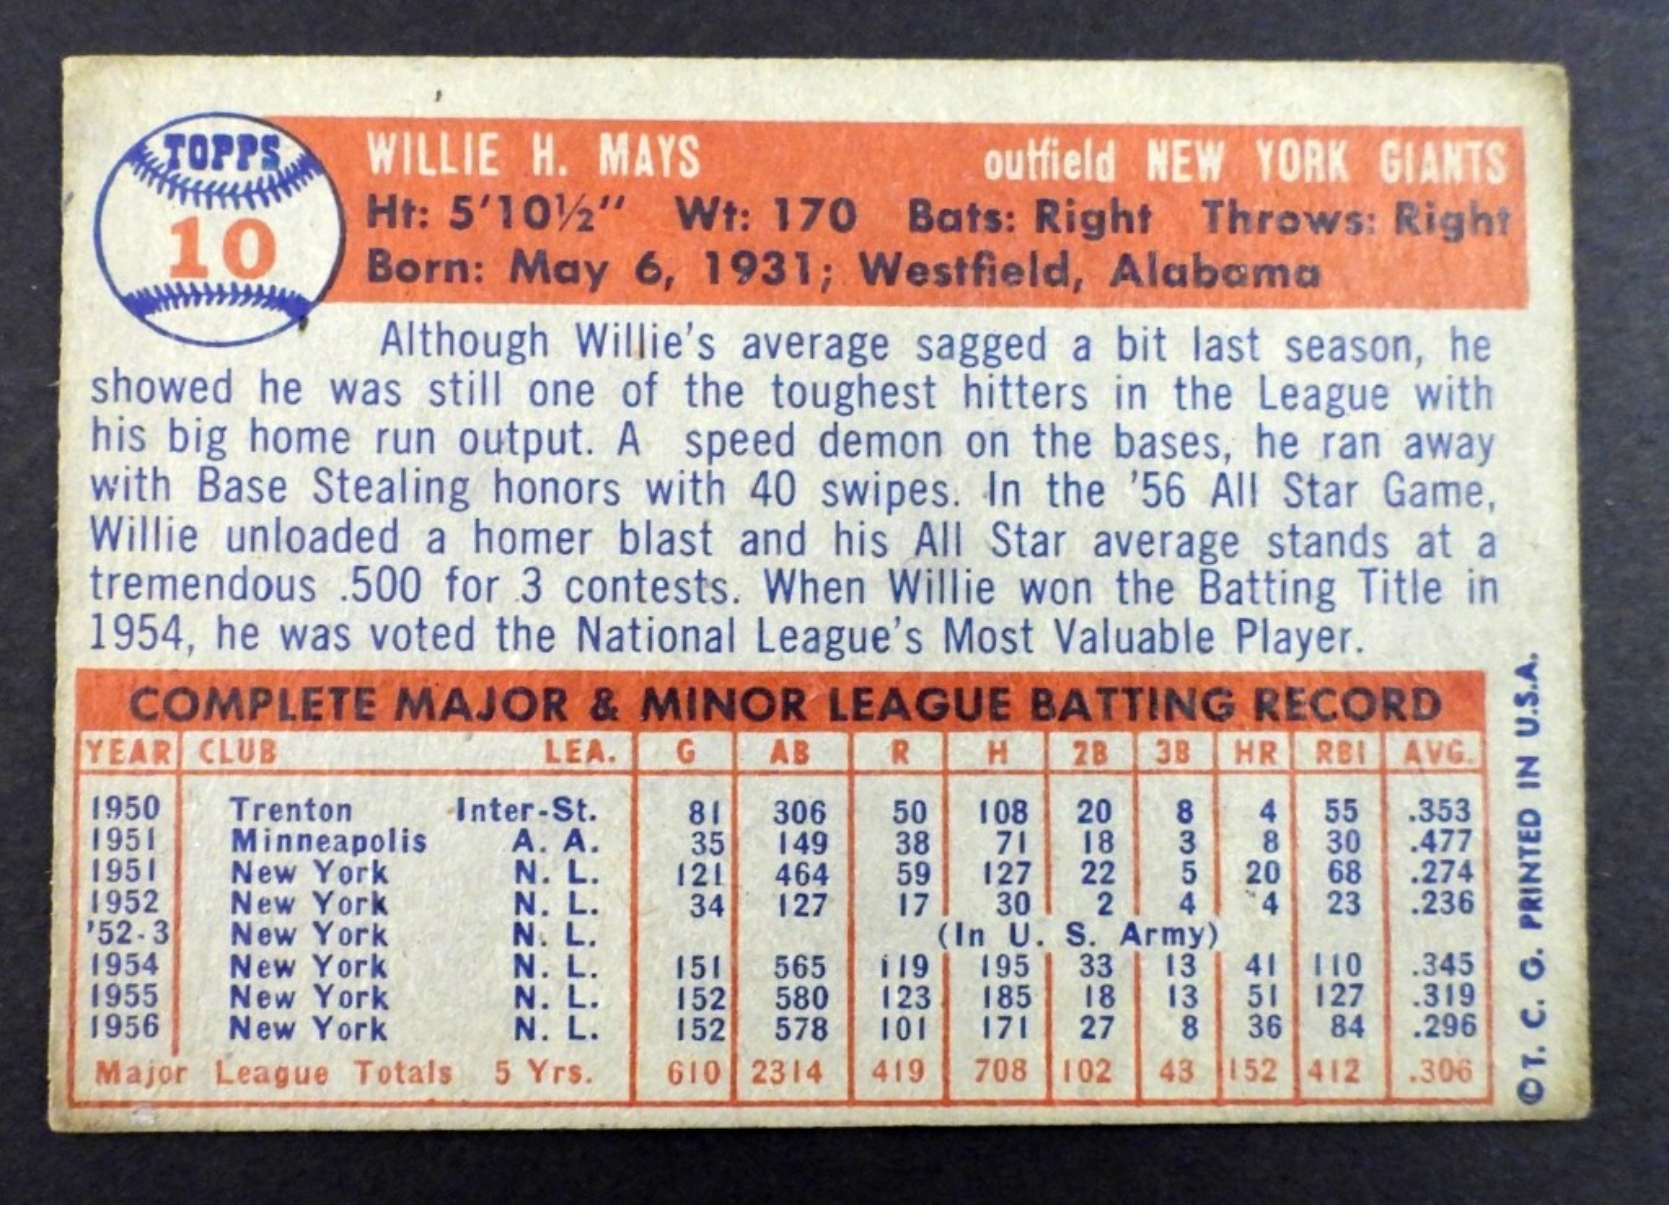 TOPPS
10
WILLIE H. MAYS outfield NEW YORK GIANTS
Ht: 5'10½" Wt: 170 Bats: Right Throws: Right
Born: May 6, 1931; Westfield, Alabama
Although Willie's average sagged a bit last season, he
showed he was still one of the toughest hitters in the League with
his big home run output. A speed demon on the bases, he ran away
with Base Stealing honors with 40 swipes. In the '56 All Star Game,
Willie unloaded a homer blast and his All Star average stands at a
tremendous .500 for 3 contests. When Willie won the Batting Title in
1954, he was voted the National League's Most Valuable Player.
COMPLETE MAJOR & MINOR LEAGUE BATTING RECORD
YEAR CLUB LEA. G AB R H 2B 3B HR RBI AVG.
1950 Trenton Inter-St. 81 306 50 108 20 8 4 55 .353
1951 Minneapolis A. A. 35 149 38 71 18 3 8 30 .477
1951 New York N. L. 121 464 59 127 22 5 20 68 .274
1952 New York N. L. 34 127 17 30 2 4 4 23 .236
'52-3 New York N. L. (In U. S. Army)
1954 New York N. L. 151 565 119 195 33 13 41 110 .345
1955 New York N. L. 152 580 123 185 18 13 51 127 .319
1956 New York N. L. 152 578 101 171 27 8 36 84 .296
Major League Totals 5 Yrs. 610 2314 419 708 102 43 152 412 .306
©T. C. G. PRINTED IN U.S.A.